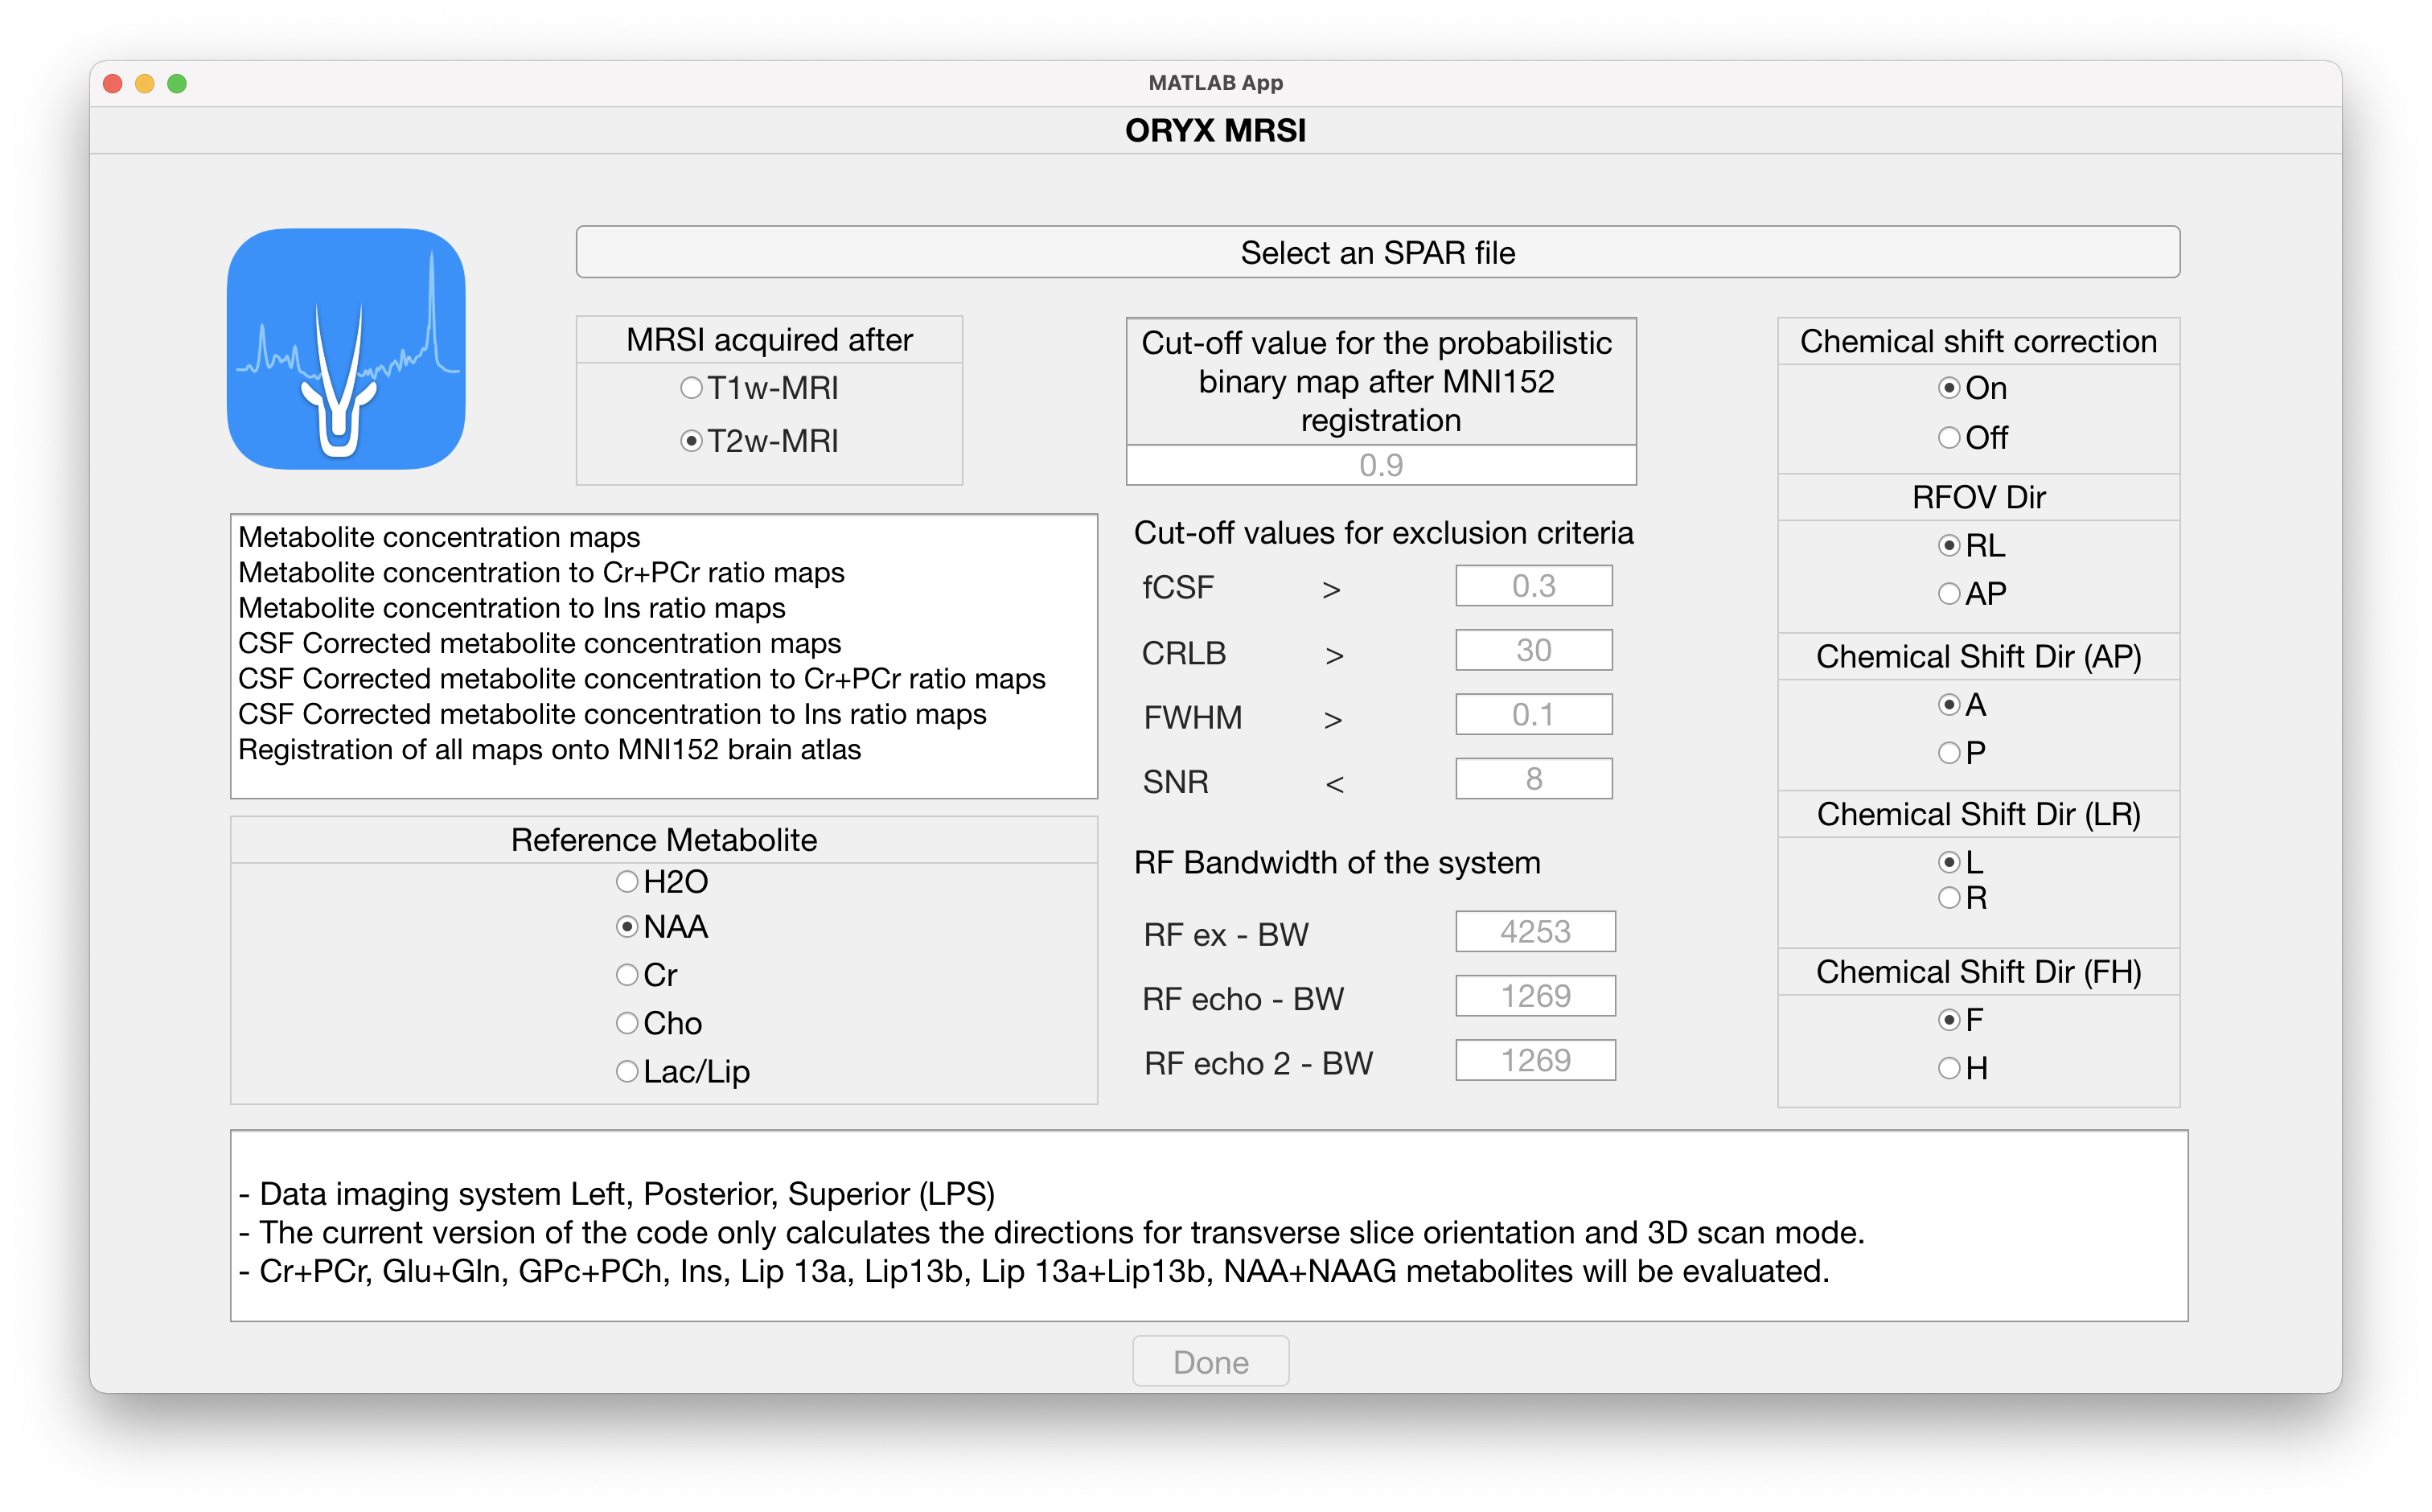 MATLAB App
ORYX MRSI
Select an SPAR file
MRSI acquired after
T1w-MRI
T2w-MRI
Cut-off value for the probabilistic
binary map after MNI152
registration
0.9
Chemical shift correction
On
Off
RFOV Dir
RL
AP
Chemical Shift Dir (AP)
A
P
Chemical Shift Dir (LR)
L
R
Chemical Shift Dir (FH)
F
H
Metabolite concentration maps
Metabolite concentration to Cr+PCr ratio maps
Metabolite concentration to Ins ratio maps
CSF Corrected metabolite concentration maps
CSF Corrected metabolite concentration to Cr+PCr ratio maps
CSF Corrected metabolite concentration to Ins ratio maps
Registration of all maps onto MNI152 brain atlas
Cut-off values for exclusion criteria
fCSF > 0.3
CRLB > 30
FWHM > 0.1
SNR < 8
Reference Metabolite
H2O
NAA
Cr
Cho
Lac/Lip
RF Bandwidth of the system
RF ex - BW 4253
RF echo - BW 1269
RF echo 2 - BW 1269
- Data imaging system Left, Posterior, Superior (LPS)
- The current version of the code only calculates the directions for transverse slice orientation and 3D scan mode.
- Cr+PCr, Glu+Gln, GPc+PCh, Ins, Lip 13a, Lip13b, Lip 13a+Lip13b, NAA+NAAG metabolites will be evaluated.
Done